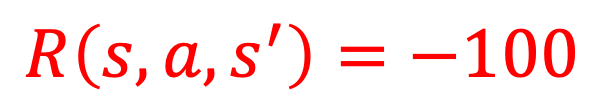 R(s, a, s′) = −100